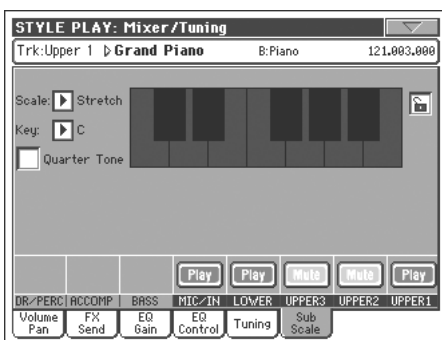 STYLE PLAY: Mixer/Tuning
Trk:Upper 1 Grand Piano B:Piano 121.003.000
Scale: Stretch
Key: C
Quarter Tone
Play Play Mute Mute Play
DR/PERC ACCOMP BASS MIC/IN LOWER UPPER3 UPPER2 UPPER1
Volume Pan FX Send EQ Gain EQ Control Tuning Sub Scale